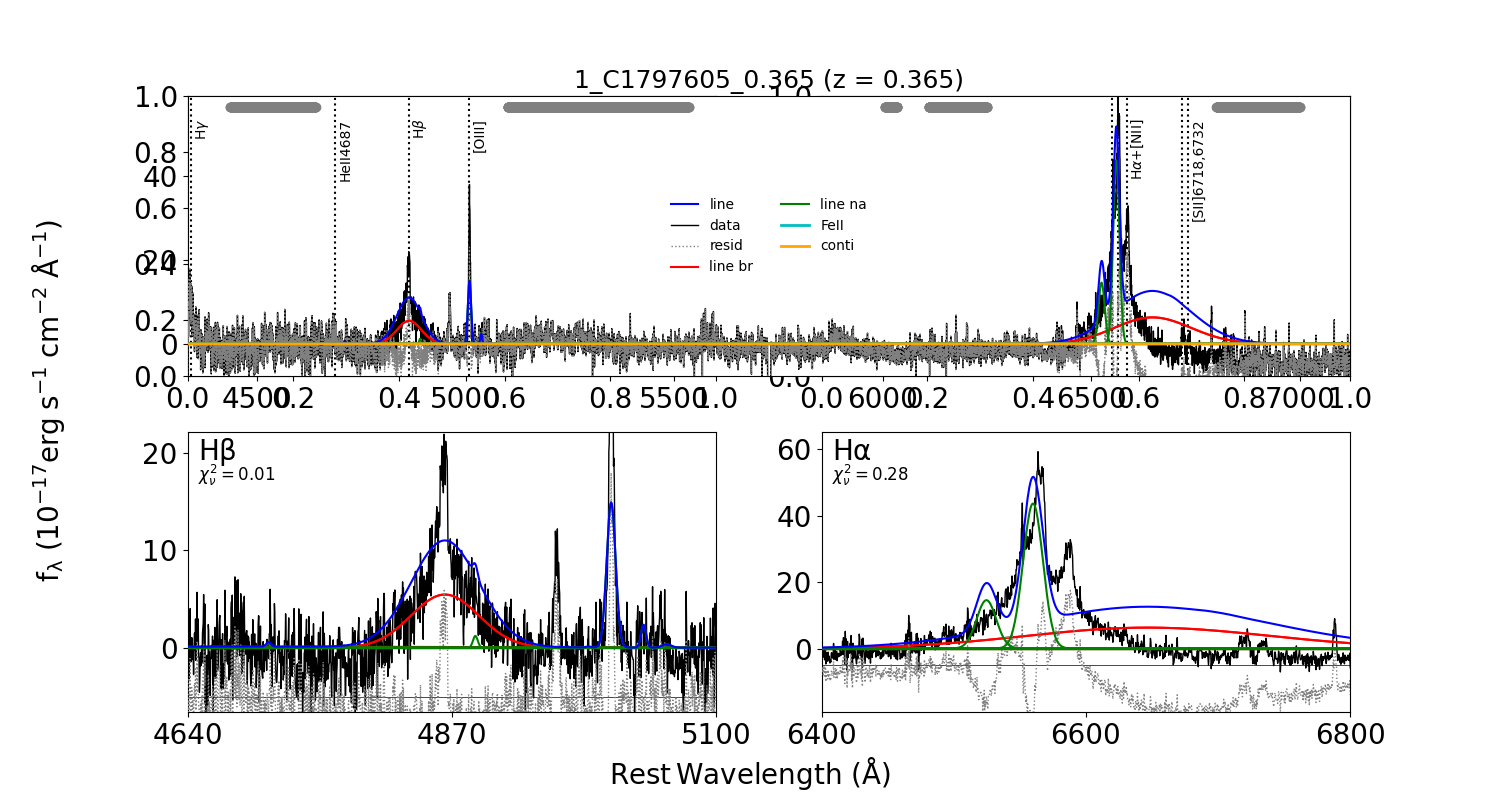 1_C1797605_0.365 (z = 0.365)
1.0
1.0
0.8
40
0.6
20
0.4
0.2
0
0.0
0.0
Hγ
HeII4687
Hβ
[OIII]
Hα+[NII]
[SII]6718,6732
line
data
resid
line br
line na
FeII
conti
0.0 4500 0.2 0.4 5000 0.6 0.8 5500 1.0 0.0 6000 0.2 0.4 6500 0.6 0.8 7000 1.0
f_λ (10⁻¹⁷erg s⁻¹ cm⁻² Å⁻¹)
Hβ
χ²_ν = 0.01
20
10
0
4640 4870 5100
Hα
χ²_ν = 0.28
60
40
20
0
6400 6600 6800
Rest Wavelength (Å)